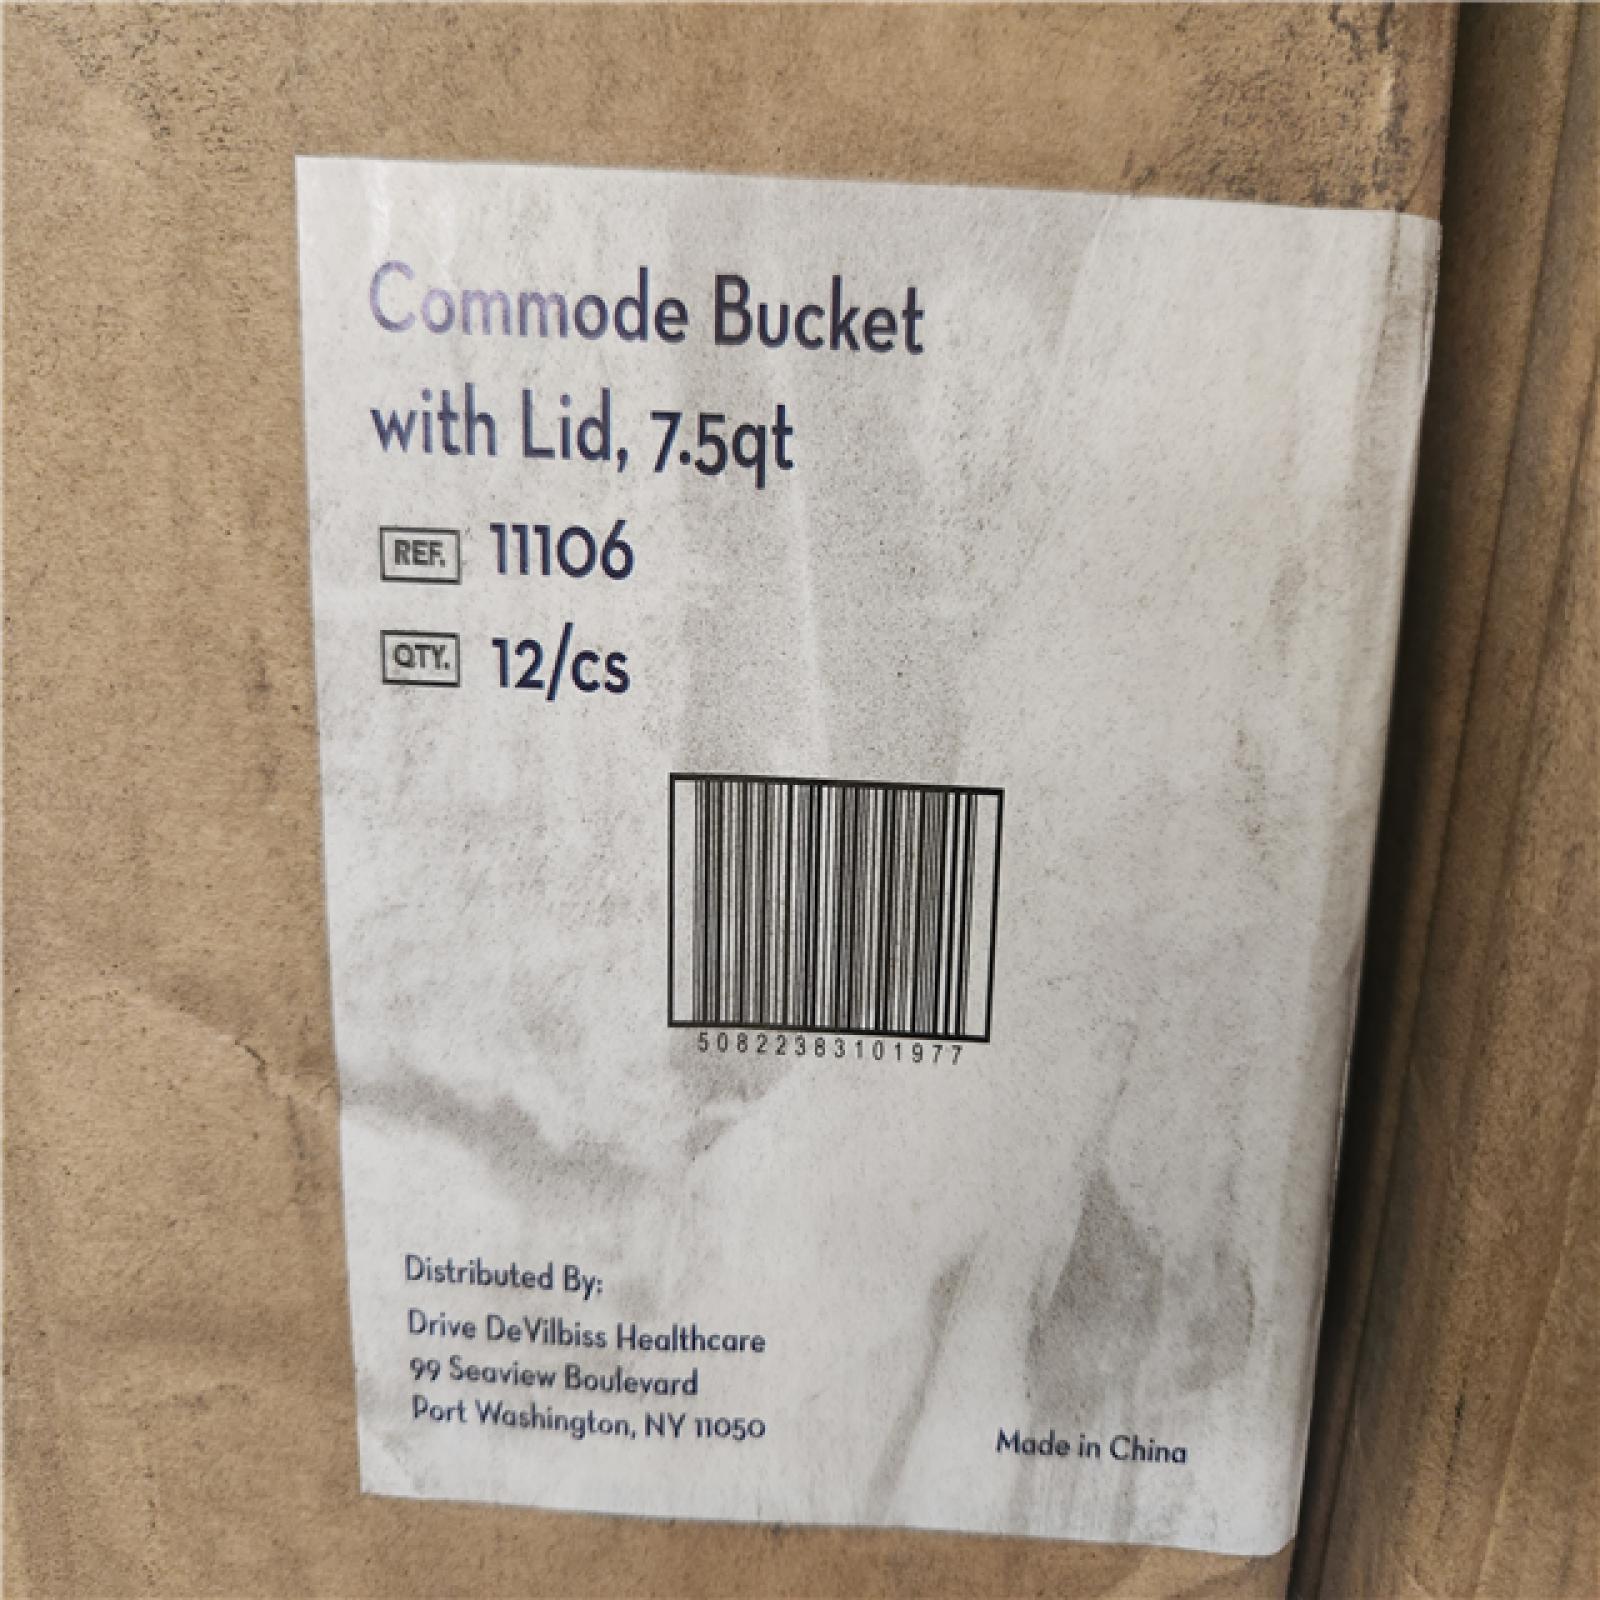 Commode Bucket
with Lid, 7.5qt
REF. 11106
QTY. 12/cs
50822383101977
Distributed By:
Drive DeVilbiss Healthcare
99 Seaview Boulevard
Port Washington, NY 11050
Made in China